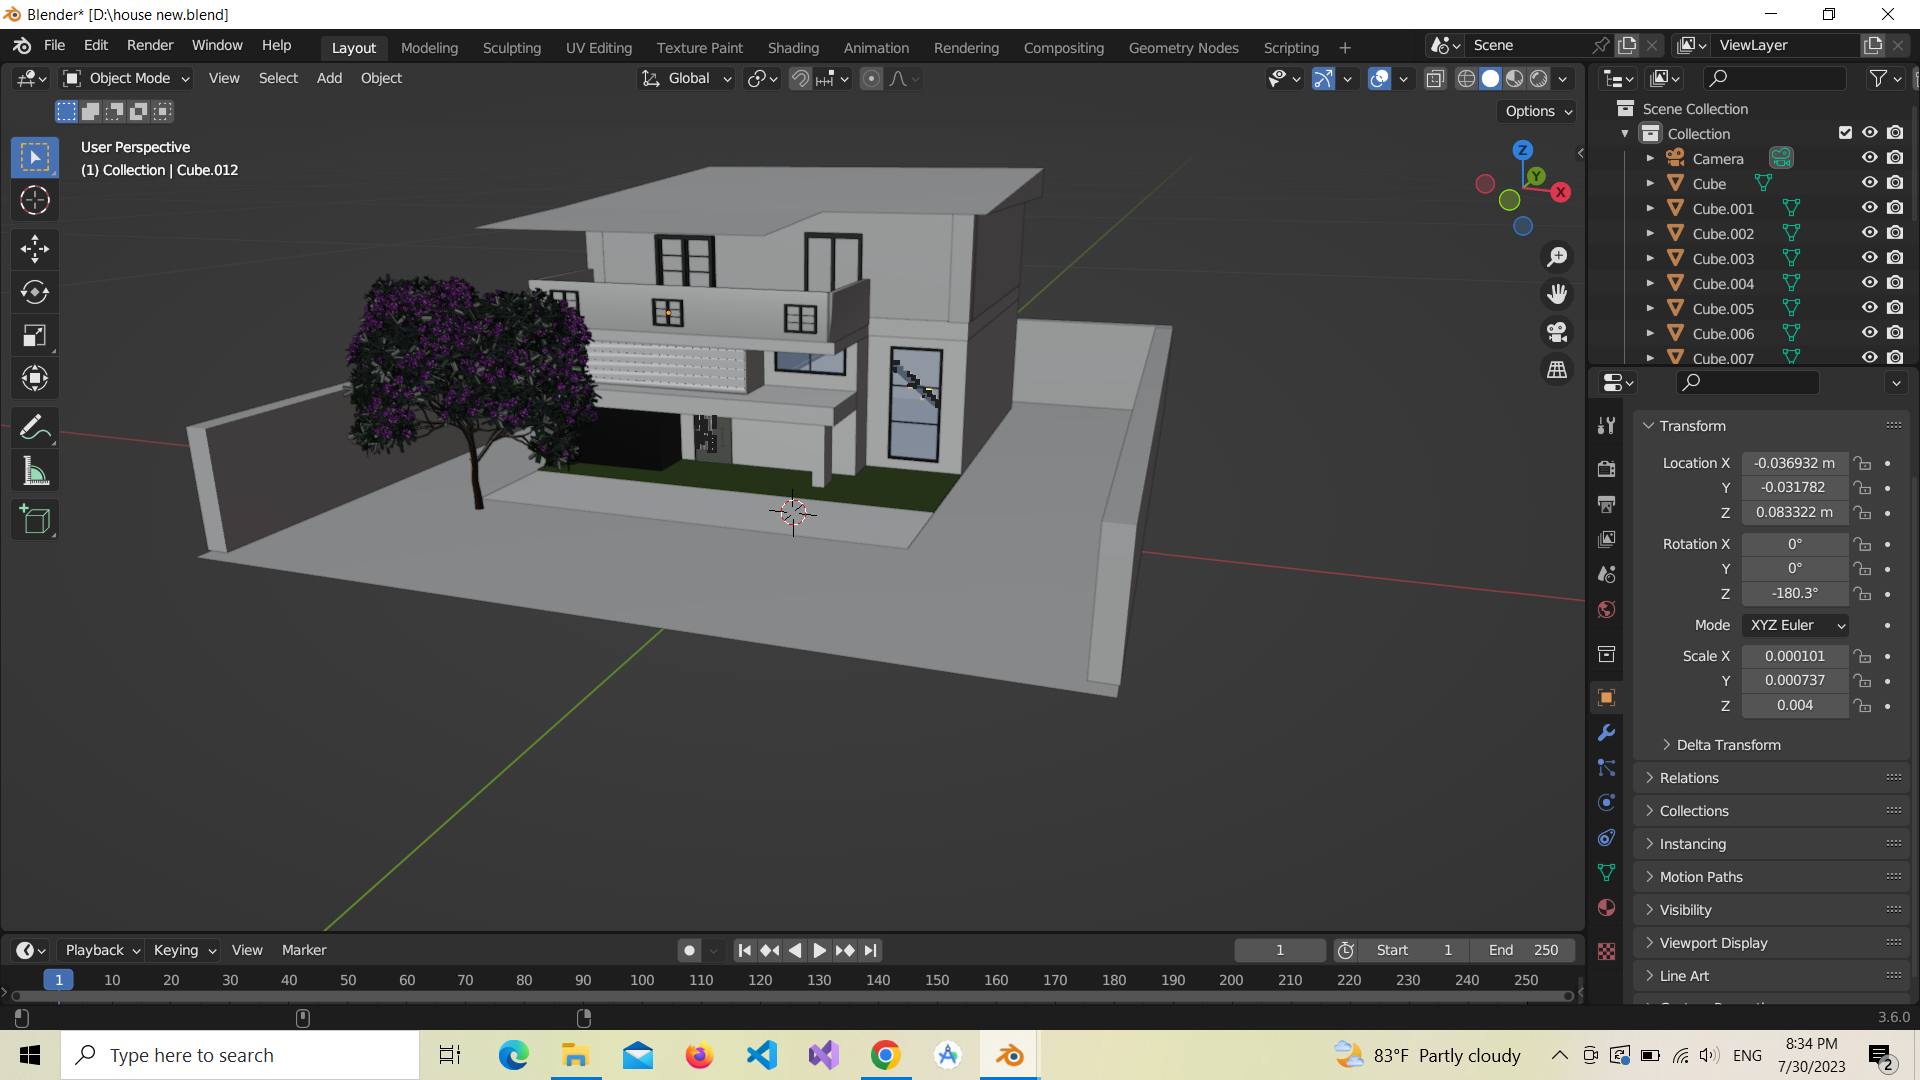 Blender* [D:\house new.blend]
File Edit Render Window Help
Layout Modeling Sculpting UV Editing Texture Paint Shading Animation Rendering Compositing Geometry Nodes Scripting +
Scene
ViewLayer
Object Mode View Select Add Object
Global
Options
User Perspective
(1) Collection | Cube.012
Z
Y
X
Scene Collection
Collection
Camera
Cube
Cube.001
Cube.002
Cube.003
Cube.004
Cube.005
Cube.006
Cube.007
Transform
Location X -0.036932 m
Y -0.031782
Z 0.083322 m
Rotation X 0°
Y 0°
Z -180.3°
Mode XYZ Euler
Scale X 0.000101
Y 0.000737
Z 0.004
Delta Transform
Relations
Collections
Instancing
Motion Paths
Visibility
Viewport Display
Line Art
Playback Keying View Marker
1 Start 1 End 250
1 10 20 30 40 50 60 70 80 90 100 110 120 130 140 150 160 170 180 190 200 210 220 230 240 250
3.6.0
Type here to search
83°F Partly cloudy
ENG
8:34 PM
7/30/2023
2